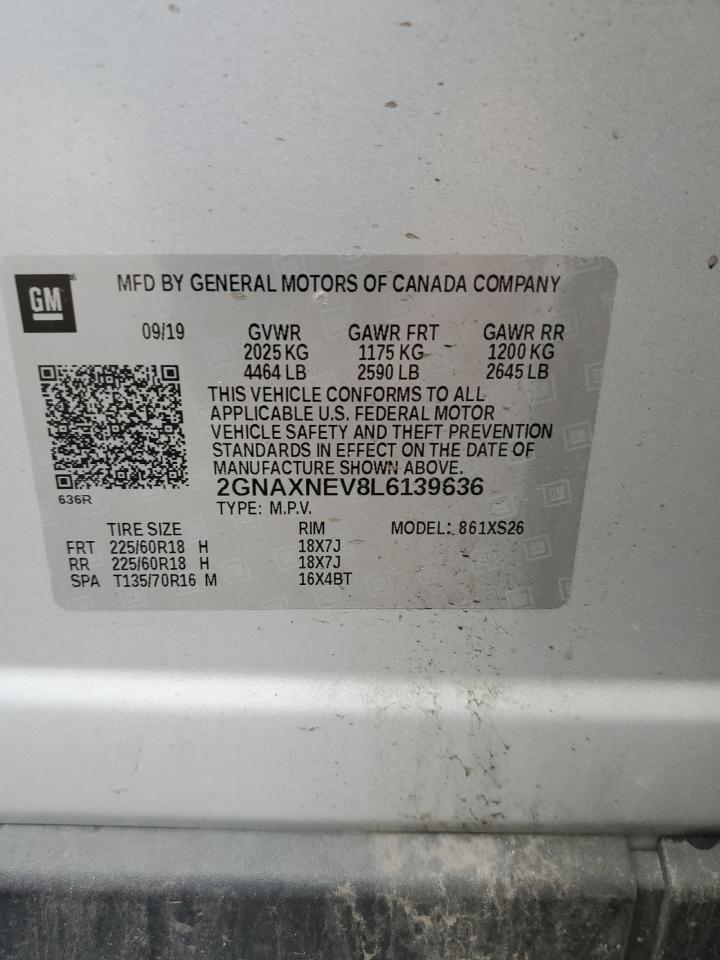 GM
MFD BY GENERAL MOTORS OF CANADA COMPANY
09/19 GVWR GAWR FRT GAWR RR
2025 KG 1175 KG 1200 KG
4464 LB 2590 LB 2645 LB
THIS VEHICLE CONFORMS TO ALL
APPLICABLE U.S. FEDERAL MOTOR
VEHICLE SAFETY AND THEFT PREVENTION
STANDARDS IN EFFECT ON THE DATE OF
MANUFACTURE SHOWN ABOVE.
2GNAXNEV8L6139636
636R
TYPE: M.P.V.
TIRE SIZE RIM MODEL: 861XS26
FRT 225/60R18 H 18X7J
RR 225/60R18 H 18X7J
SPA T135/70R16 M 16X4BT